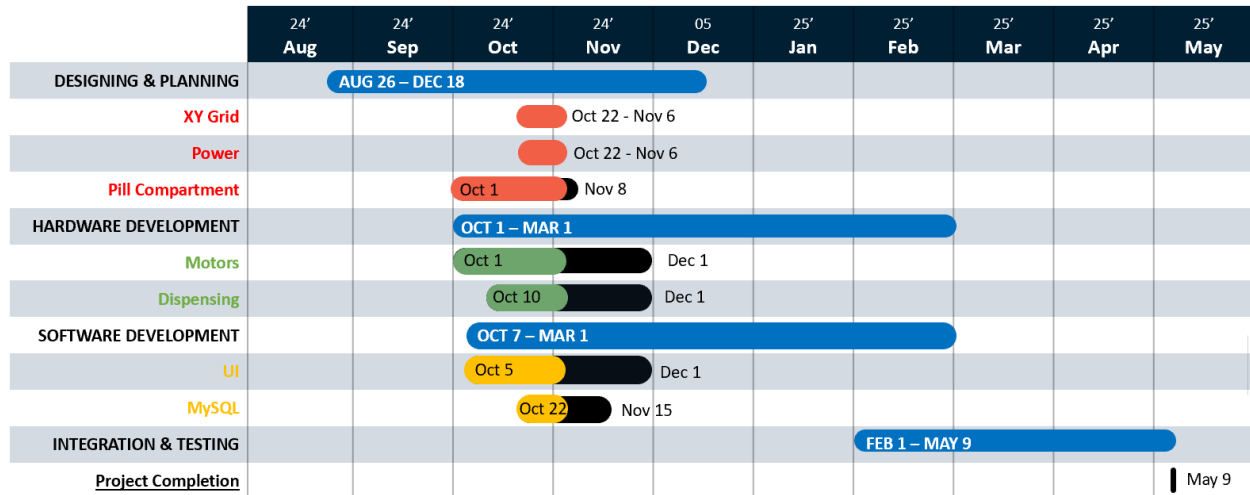 24’ 24’ 24’ 24’ 05 25’ 25’ 25’ 25’ 25’
Aug Sep Oct Nov Dec Jan Feb Mar Apr May
DESIGNING & PLANNING AUG 26 – DEC 18
XY Grid Oct 22 - Nov 6
Power Oct 22 - Nov 6
Pill Compartment Oct 1 Nov 8
HARDWARE DEVELOPMENT OCT 1 – MAR 1
Motors Oct 1 Dec 1
Dispensing Oct 10 Dec 1
SOFTWARE DEVELOPMENT OCT 7 – MAR 1
UI Oct 5 Dec 1
MySQL Oct 22 Nov 15
INTEGRATION & TESTING FEB 1 – MAY 9
Project Completion May 9